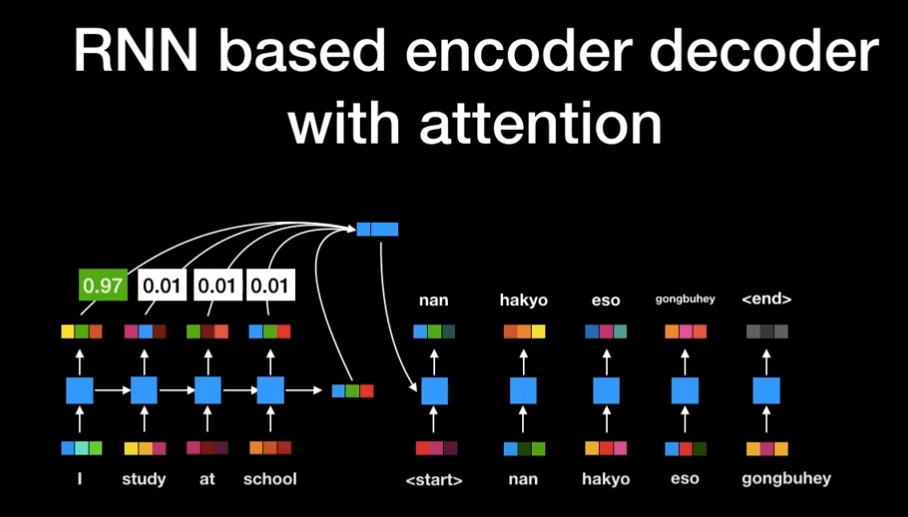 RNN based encoder decoder
with attention
0.97 0.01 0.01 0.01
nan hakyo eso gongbuhey <end>
I study at school <start> nan hakyo eso gongbuhey